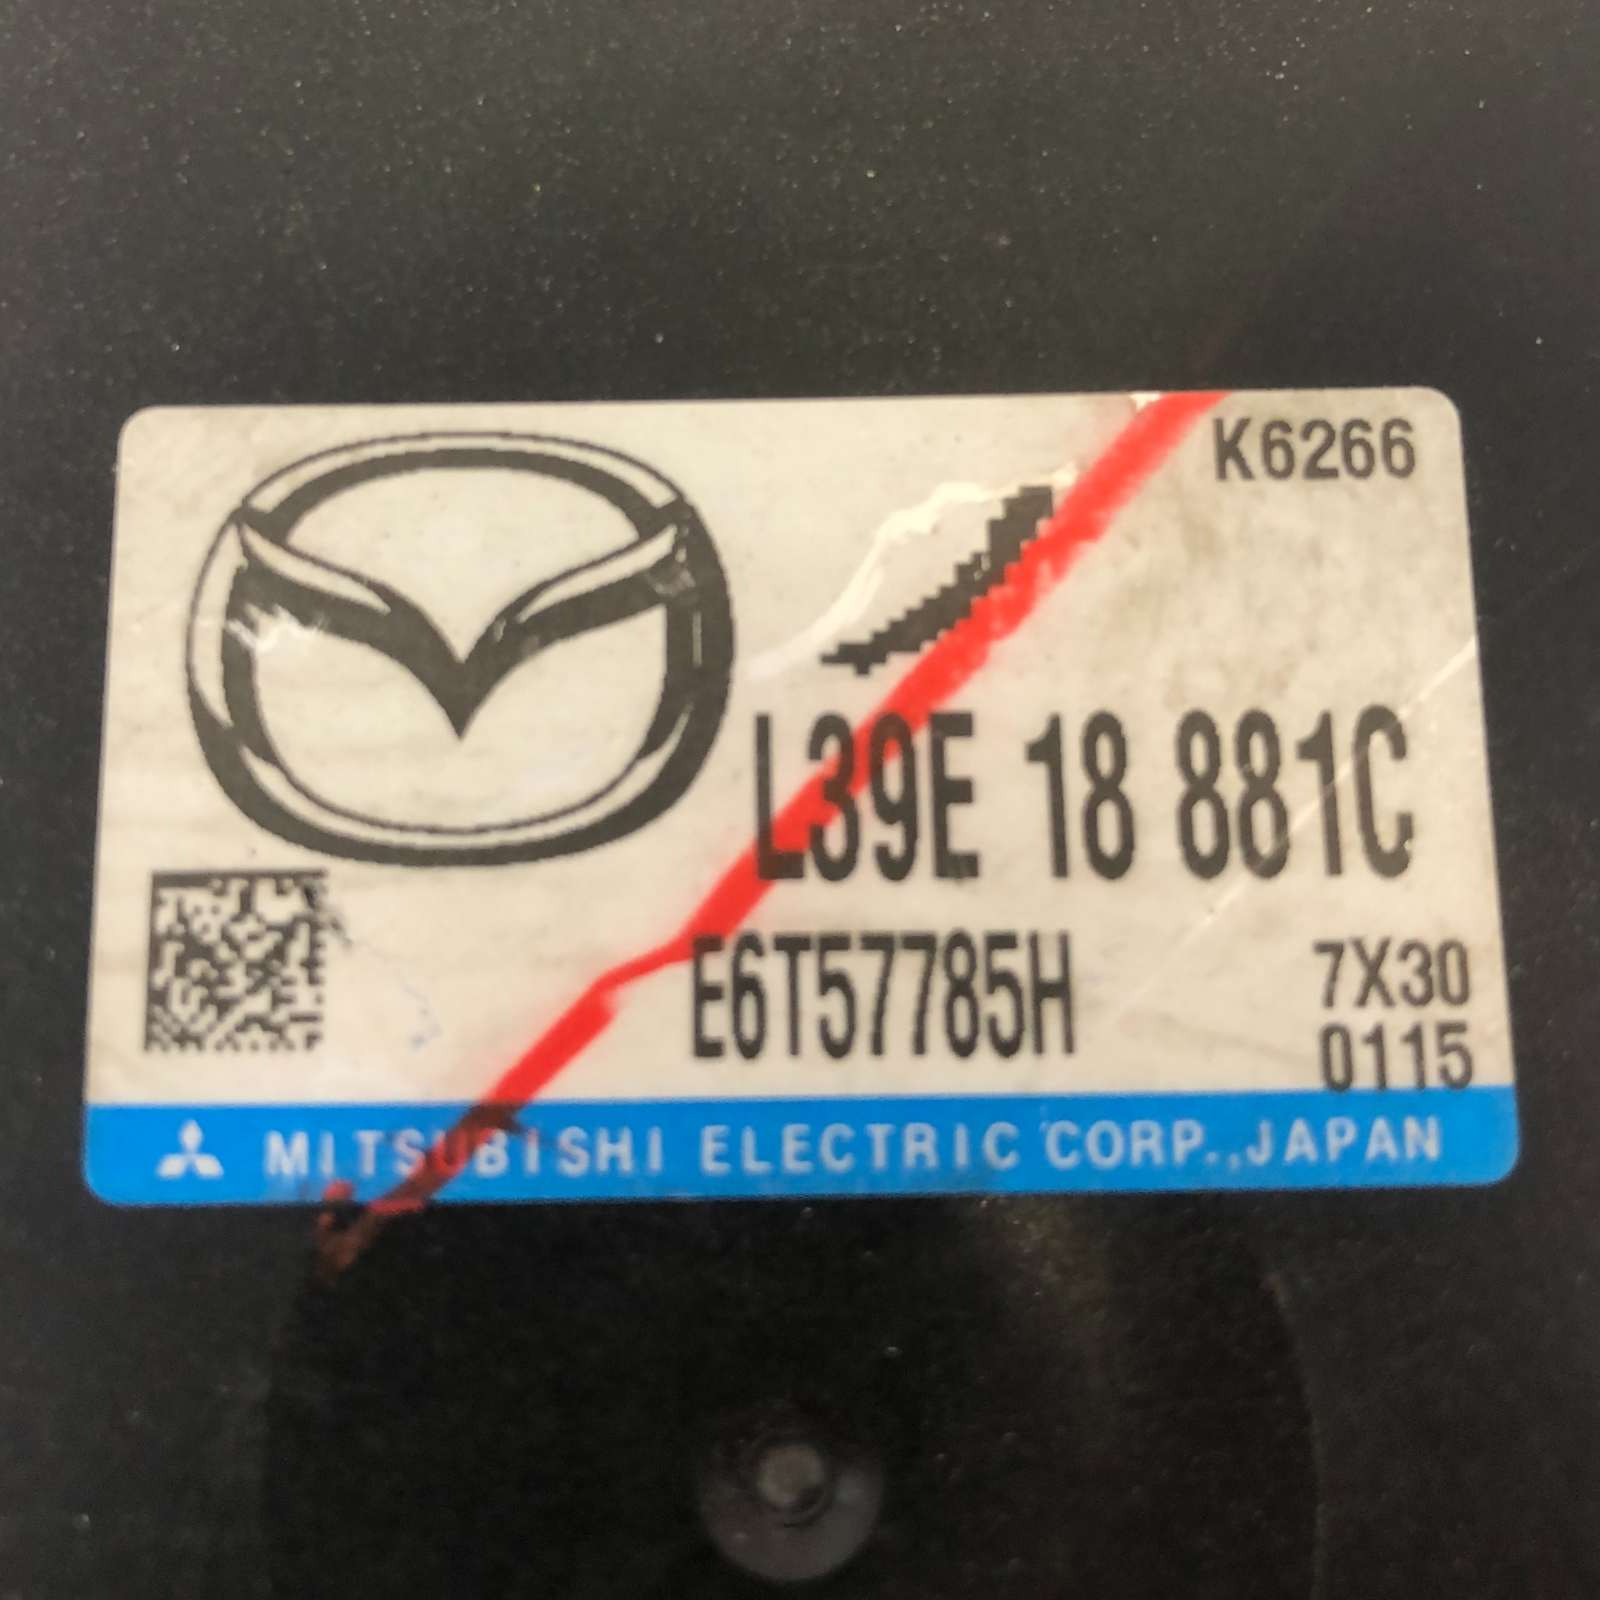 K6266
L39E 18 881C
E6T57785H
7X30
0115
MITSUBISHI ELECTRIC CORP.,JAPAN